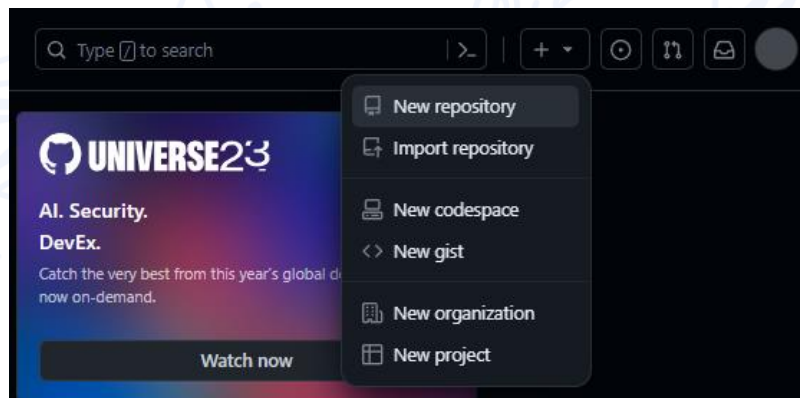 Type / to search
New repository
Import repository
New codespace
New gist
New organization
New project
UNIVERSE23
AI. Security.
DevEx.
Catch the very best from this year's global d
now on-demand.
Watch now